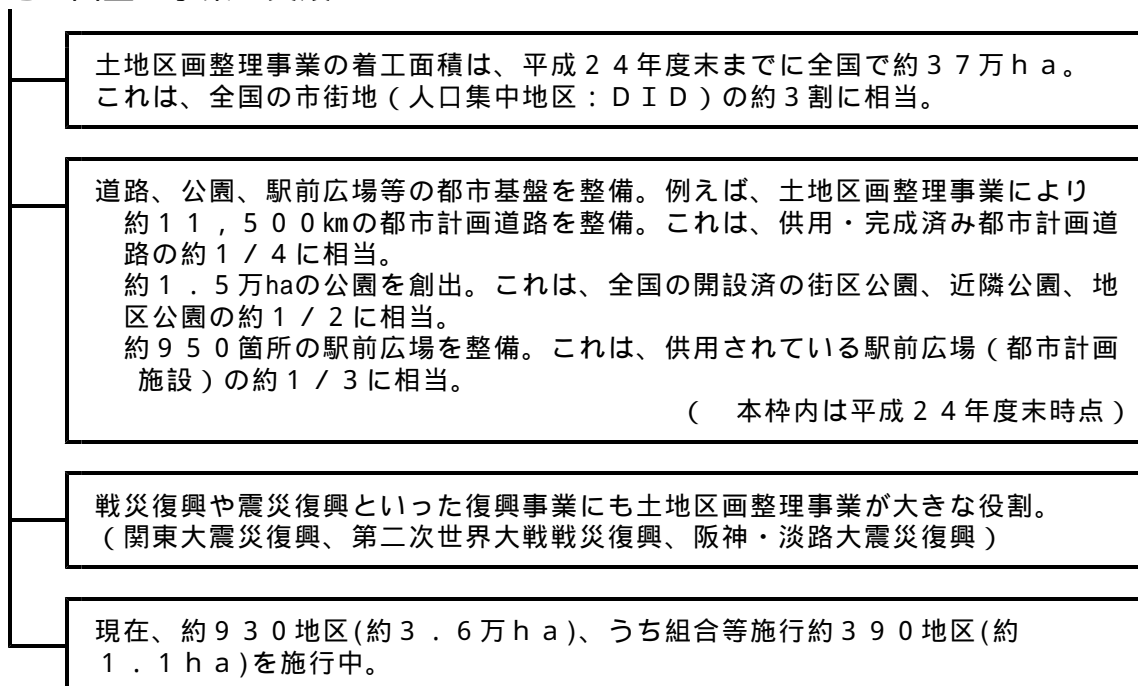 土地区画整理事業の着工面積は、平成２４年度末までに全国で約３７万ｈａ。
これは、全国の市街地（人口集中地区：ＤＩＤ）の約３割に相当。
道路、公園、駅前広場等の都市基盤を整備。例えば、土地区画整理事業により
約１１，５００㎞の都市計画道路を整備。これは、供用・完成済み都市計画道
路の約１／４に相当。
約１．５万haの公園を創出。これは、全国の開設済の街区公園、近隣公園、地
区公園の約１／２に相当。
約９５０箇所の駅前広場を整備。これは、供用されている駅前広場（都市計画
施設）の約１／３に相当。
（　本枠内は平成２４年度末時点）
戦災復興や震災復興といった復興事業にも土地区画整理事業が大きな役割。
（関東大震災復興、第二次世界大戦戦災復興、阪神・淡路大震災復興）
現在、約９３０地区(約３．６万ｈａ)、うち組合等施行約３９０地区(約
１．１ｈａ)を施行中。